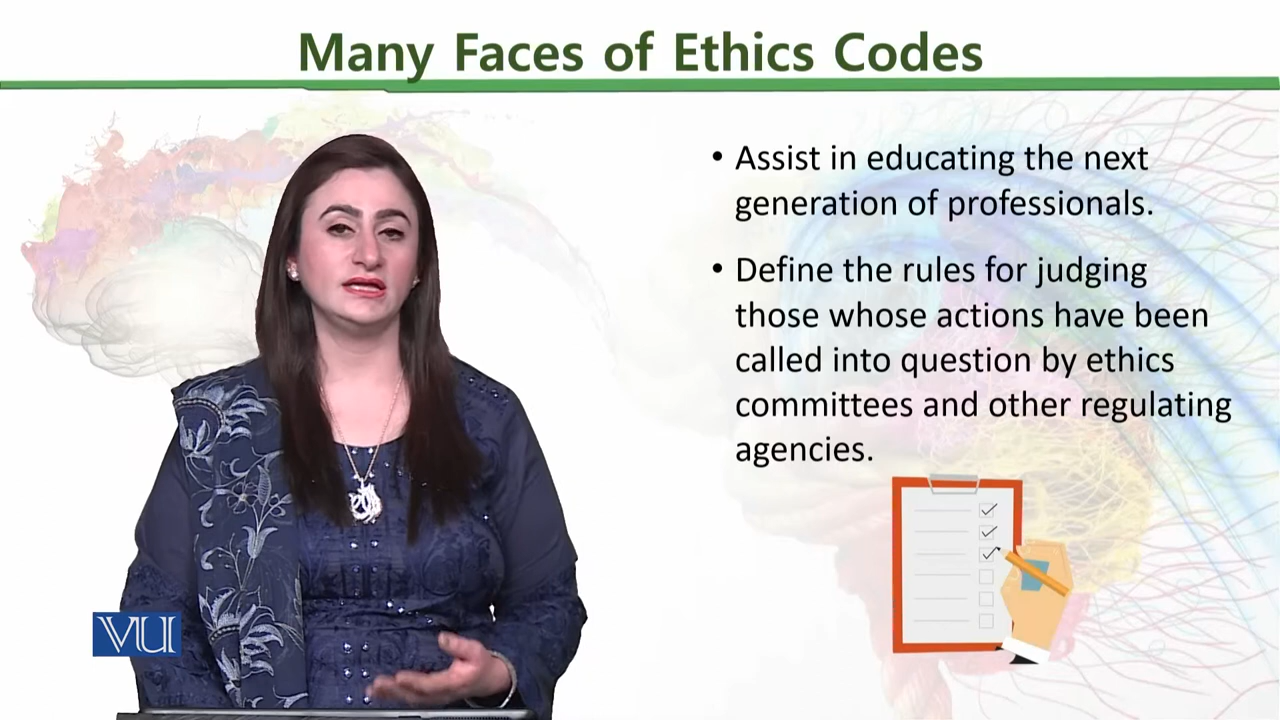 Many Faces of Ethics Codes
• Assist in educating the next
generation of professionals.
• Define the rules for judging
those whose actions have been
called into question by ethics
committees and other regulating
agencies.
VU